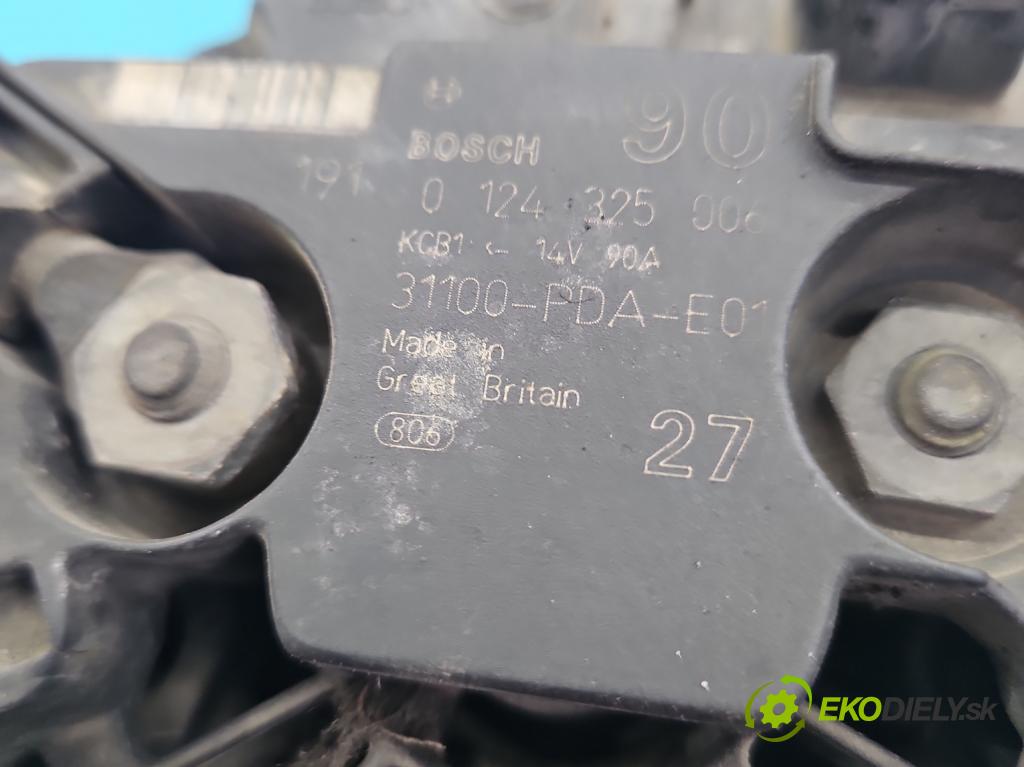 90
BOSCH
191 0 124 325 006
KCB1 <- 14V 90A
31100-PDA-E01
Made in
Great Britain
806
27
EKODIELY.sk